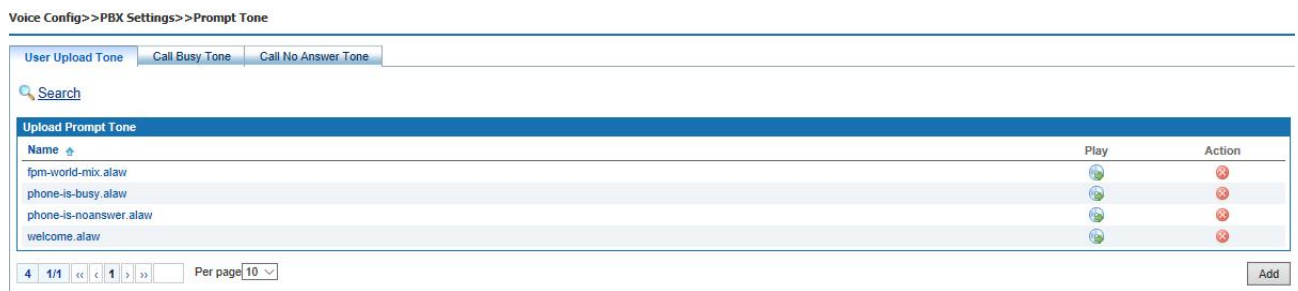 Voice Config>>PBX Settings>>Prompt Tone
User Upload Tone Call Busy Tone Call No Answer Tone
Search
Upload Prompt Tone
Name Play Action
fpm-world-mix.alaw
phone-is-busy.alaw
phone-is-noanswer.alaw
welcome.alaw
4 1/1 ‹‹ ‹ 1 › ›› Per page 10 Add